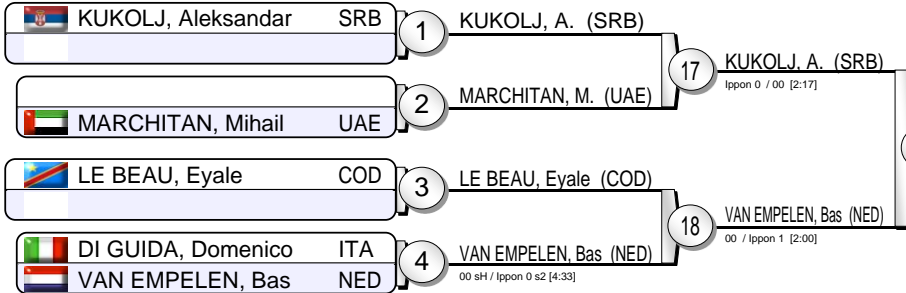 KUKOLJ, Aleksandar SRB
1
KUKOLJ, A. (SRB)
17
KUKOLJ, A. (SRB)
Ippon 0 / 00 [2:17]
2
MARCHITAN, M. (UAE)
MARCHITAN, Mihail UAE
LE BEAU, Eyale COD
3
LE BEAU, Eyale (COD)
18
VAN EMPELEN, Bas (NED)
00 / Ippon 1 [2:00]
DI GUIDA, Domenico ITA
4
VAN EMPELEN, Bas (NED)
00 sH / Ippon 0 s2 [4:33]
VAN EMPELEN, Bas NED